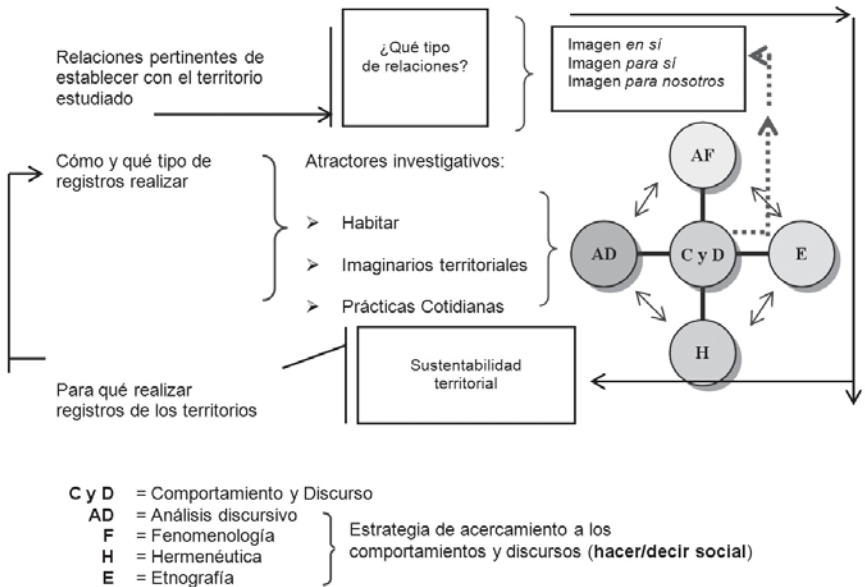 Relaciones pertinentes de
establecer con el territorio
estudiado
¿Qué tipo
de relaciones?
Imagen en sí
Imagen para sí
Imagen para nosotros
Cómo y qué tipo de
registros realizar
Atractores investigativos:
➢ Habitar
➢ Imaginarios territoriales
➢ Prácticas Cotidianas
AF
AD
C y D
E
H
Para qué realizar
registros de los territorios
Sustentabilidad
territorial
C y D = Comportamiento y Discurso
AD = Análisis discursivo
F = Fenomenología
H = Hermenéutica
E = Etnografía
Estrategia de acercamiento a los
comportamientos y discursos (hacer/decir social)